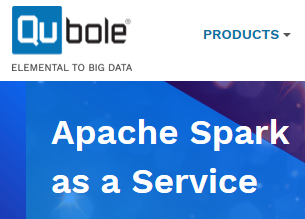 Qubole®
ELEMENTAL TO BIG DATA
PRODUCTS
Apache Spark
as a Service